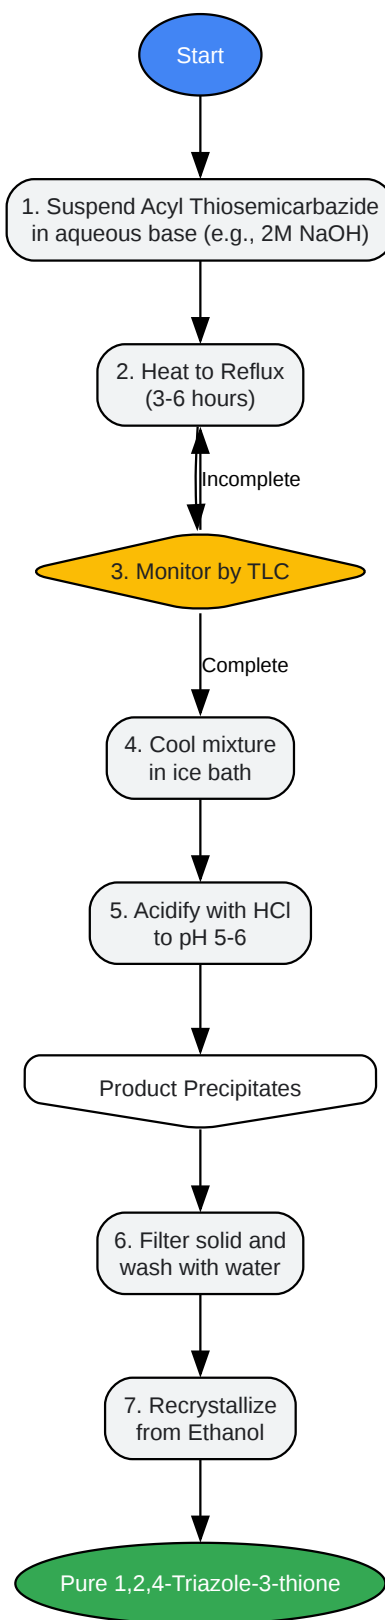 Start
1. Suspend Acyl Thiosemicarbazide
in aqueous base (e.g., 2M NaOH)
2. Heat to Reflux
(3-6 hours)
Incomplete
3. Monitor by TLC
Complete
4. Cool mixture
in ice bath
5. Acidify with HCl
to pH 5-6
Product Precipitates
6. Filter solid and
wash with water
7. Recrystallize
from Ethanol
Pure 1,2,4-Triazole-3-thione